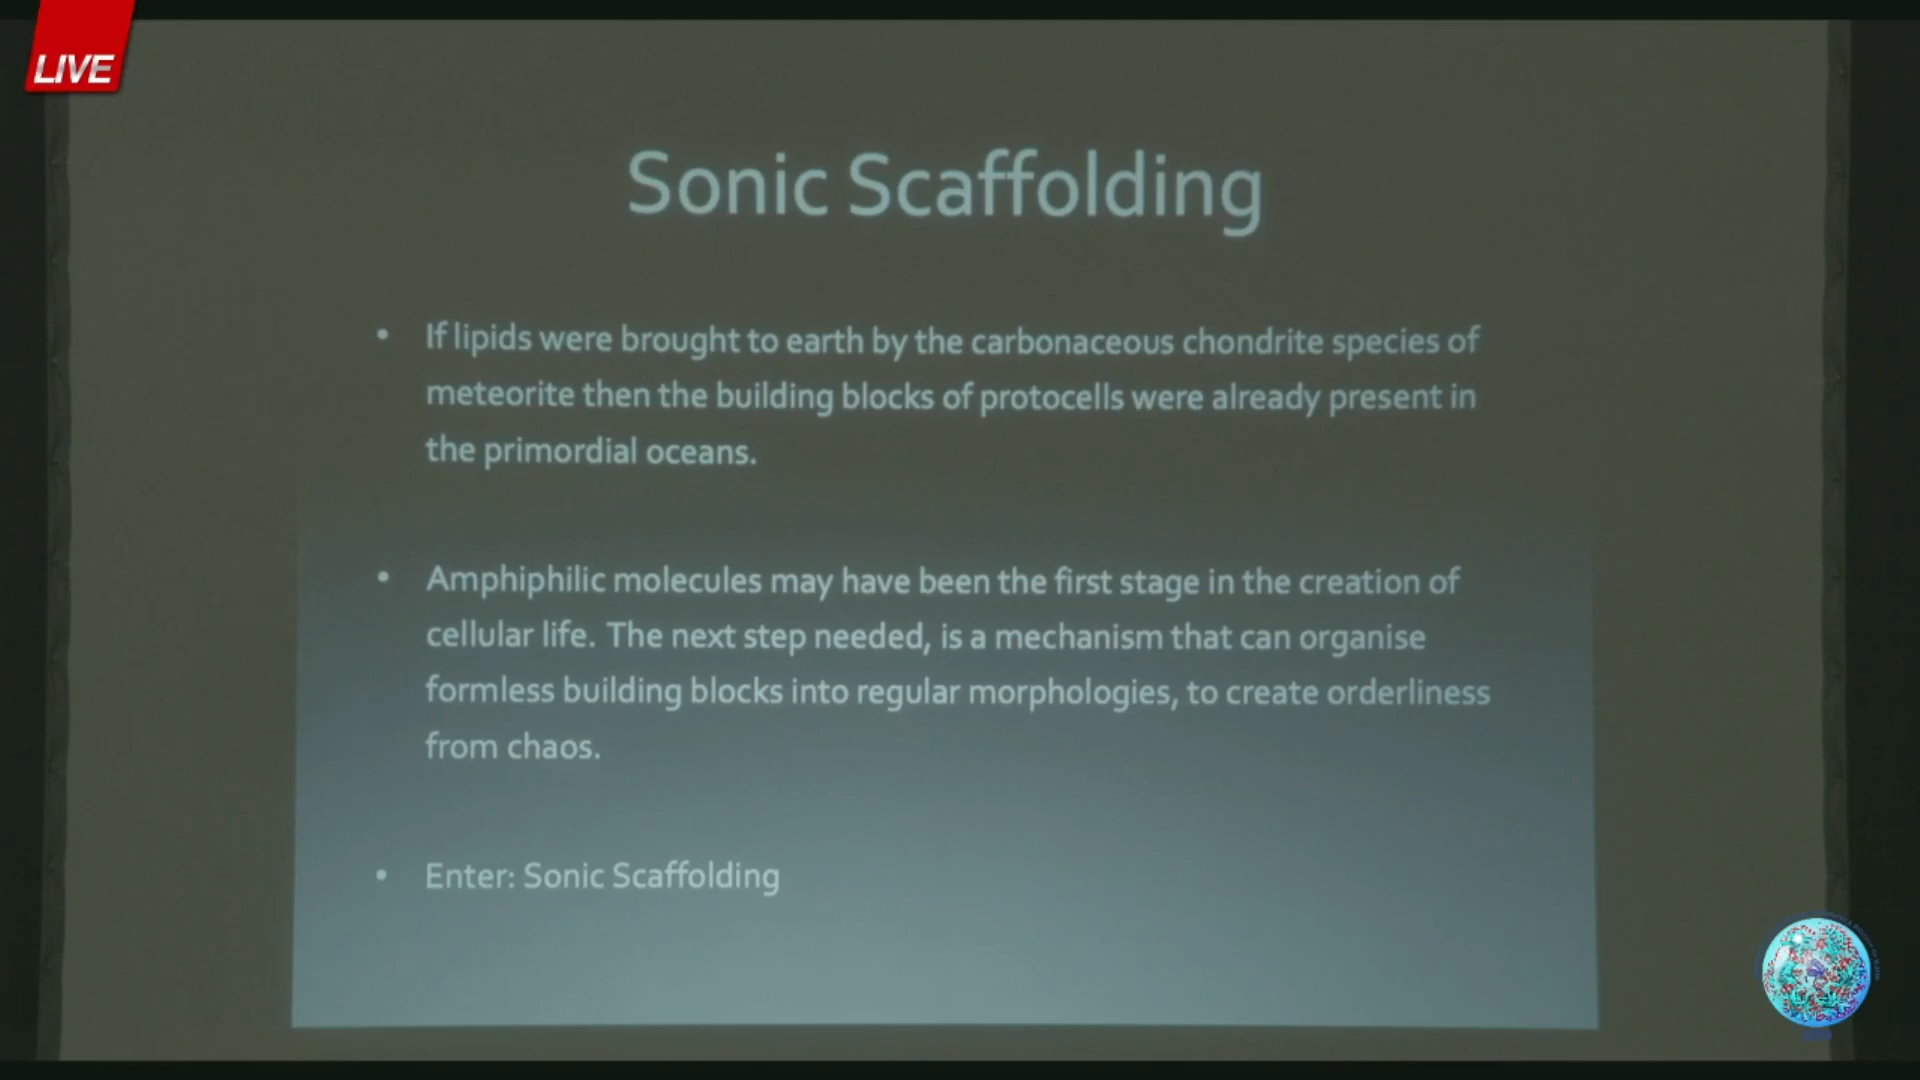 LIVE
Sonic Scaffolding
• If lipids were brought to earth by the carbonaceous chondrite species of
meteorite then the building blocks of protocells were already present in
the primordial oceans.
• Amphiphilic molecules may have been the first stage in the creation of
cellular life. The next step needed, is a mechanism that can organise
formless building blocks into regular morphologies, to create orderliness
from chaos.
• Enter: Sonic Scaffolding